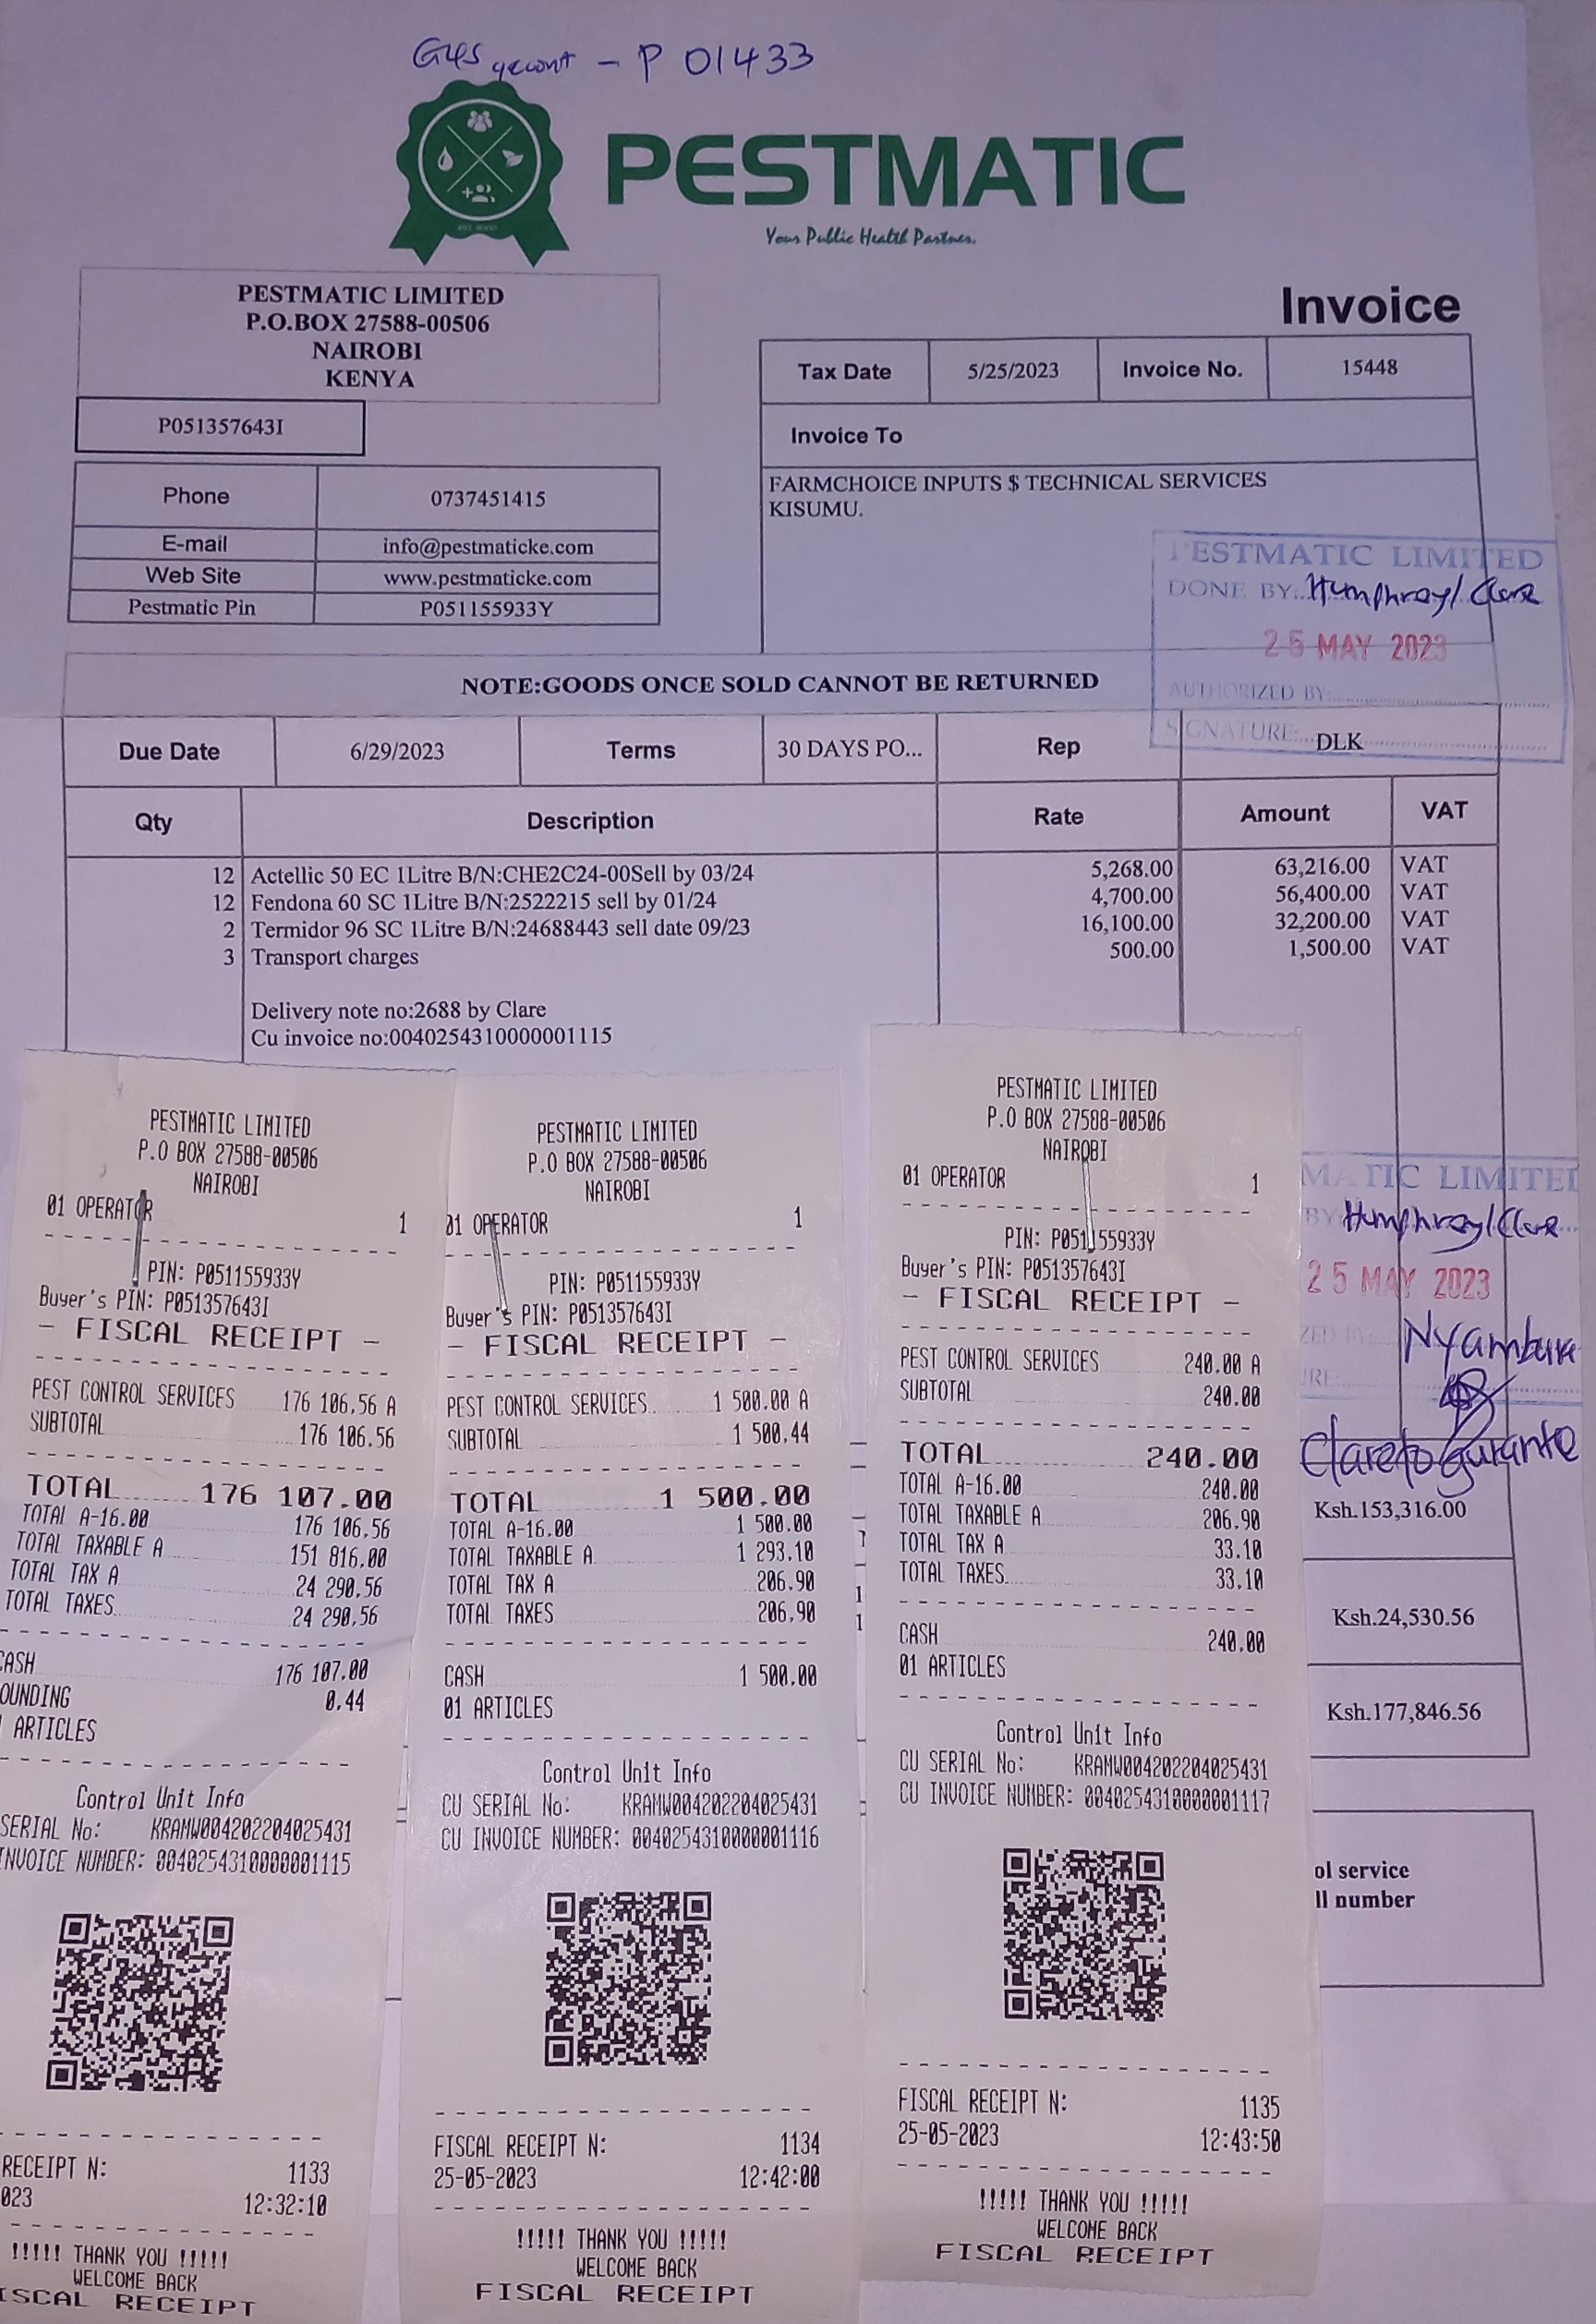 G4S account - P 01433
PESTMATIC
Your Public Health Partner.
PESTMATIC LIMITED
P.O.BOX 27588-00506
NAIROBI
KENYA
P051357643I
Phone 0737451415
E-mail info@pestmaticke.com
Web Site www.pestmaticke.com
Pestmatic Pin P051155933Y
Invoice
Tax Date 5/25/2023 Invoice No. 15448
Invoice To
FARMCHOICE INPUTS $ TECHNICAL SERVICES
KISUMU.
PESTMATIC LIMITED
DONE BY: Humphray/Clare
25 MAY 2023
AUTHORIZED BY:
SIGNATURE:
NOTE:GOODS ONCE SOLD CANNOT BE RETURNED
Due Date 6/29/2023 Terms 30 DAYS PO... Rep DLK
Qty Description Rate Amount VAT
12 Actellic 50 EC 1Litre B/N:CHE2C24-00Sell by 03/24 5,268.00 63,216.00 VAT
12 Fendona 60 SC 1Litre B/N:2522215 sell by 01/24 4,700.00 56,400.00 VAT
2 Termidor 96 SC 1Litre B/N:24688443 sell date 09/23 16,100.00 32,200.00 VAT
3 Transport charges 500.00 1,500.00 VAT
Delivery note no:2688 by Clare
Cu invoice no:0040254310000001115
PESTMATIC LIMITED
P.O BOX 27588-00506
NAIROBI
01 OPERATOR 1
PIN: P051155933Y
Buyer's PIN: P051357643I
- FISCAL RECEIPT -
PEST CONTROL SERVICES 176 106.56 A
SUBTOTAL 176 106.56
TOTAL 176 107.00
TOTAL A-16.00 176 106.56
TOTAL TAXABLE A 151 816.00
TOTAL TAX A 24 290.56
TOTAL TAXES 24 290.56
CASH 176 107.00
OUNDING 0.44
ARTICLES
Control Unit Info
SERIAL No: KRAMW004202204025431
INVOICE NUMBER: 0040254310000001115
RECEIPT N: 1133
023 12:32:10
!!!!! THANK YOU !!!!!
WELCOME BACK
ISCAL RECEIPT
PESTMATIC LIMITED
P.O BOX 27588-00506
NAIROBI
01 OPERATOR 1
PIN: P051155933Y
Buyer's PIN: P051357643I
- FISCAL RECEIPT -
PEST CONTROL SERVICES 1 500.00 A
SUBTOTAL 1 500.44
TOTAL 1 500.00
TOTAL A-16.00 1 500.00
TOTAL TAXABLE A 1 293.10
TOTAL TAX A 206.90
TOTAL TAXES 206.90
CASH 1 500.00
01 ARTICLES
Control Unit Info
CU SERIAL No: KRAMW004202204025431
CU INVOICE NUMBER: 0040254310000001116
FISCAL RECEIPT N: 1134
25-05-2023 12:42:00
!!!!! THANK YOU !!!!!
WELCOME BACK
FISCAL RECEIPT
PESTMATIC LIMITED
P.O BOX 27588-00506
NAIROBI
01 OPERATOR 1
PIN: P051155933Y
Buyer's PIN: P051357643I
- FISCAL RECEIPT -
PEST CONTROL SERVICES 240.00 A
SUBTOTAL 240.00
TOTAL 240.00
TOTAL A-16.00 240.00
TOTAL TAXABLE A 206.90
TOTAL TAX A 33.10
TOTAL TAXES 33.10
CASH 240.00
01 ARTICLES
Control Unit Info
CU SERIAL No: KRAMW004202204025431
CU INVOICE NUMBER: 0040254310000001117
FISCAL RECEIPT N: 1135
25-05-2023 12:43:50
!!!!! THANK YOU !!!!!
WELCOME BACK
FISCAL RECEIPT
MATIC LIMITED
BY: Humphray/Clare
25 MAY 2023
ZED BY:
URE:
Clare to
Ksh.153,316.00
Ksh.24,530.56
Ksh.177,846.56
ol service
ll number